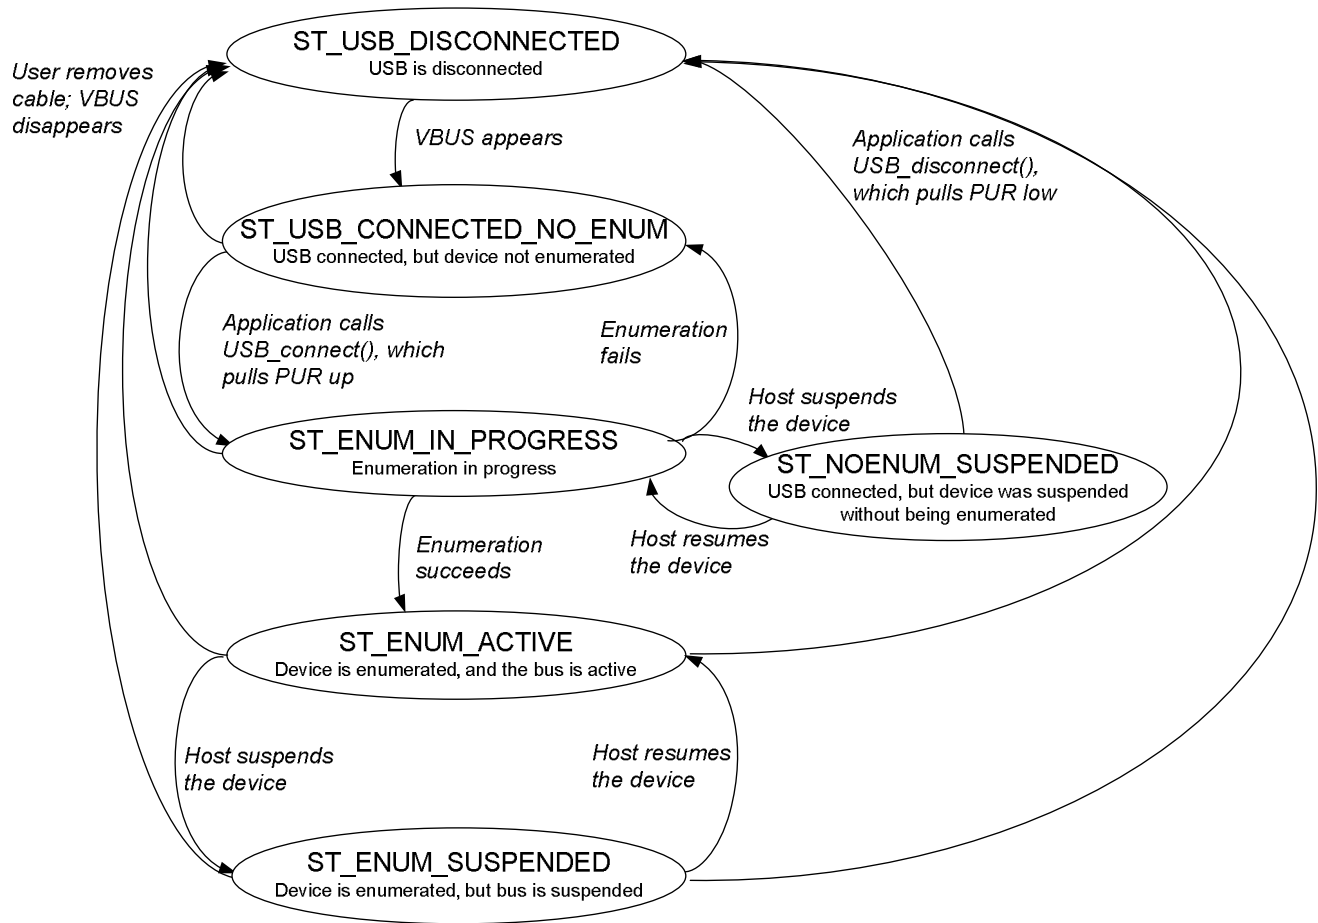 ST_USB_DISCONNECTED
USB is disconnected
User removes
cable; VBUS
disappears
VBUS appears
Application calls
USB_disconnect(),
which pulls PUR low
ST_USB_CONNECTED_NO_ENUM
USB connected, but device not enumerated
Application calls
USB_connect(), which
pulls PUR up
Enumeration
fails
Host suspends
the device
ST_ENUM_IN_PROGRESS
Enumeration in progress
ST_NOENUM_SUSPENDED
USB connected, but device was suspended
without being enumerated
Host resumes
the device
Enumeration
succeeds
ST_ENUM_ACTIVE
Device is enumerated, and the bus is active
Host suspends
the device
Host resumes
the device
ST_ENUM_SUSPENDED
Device is enumerated, but bus is suspended